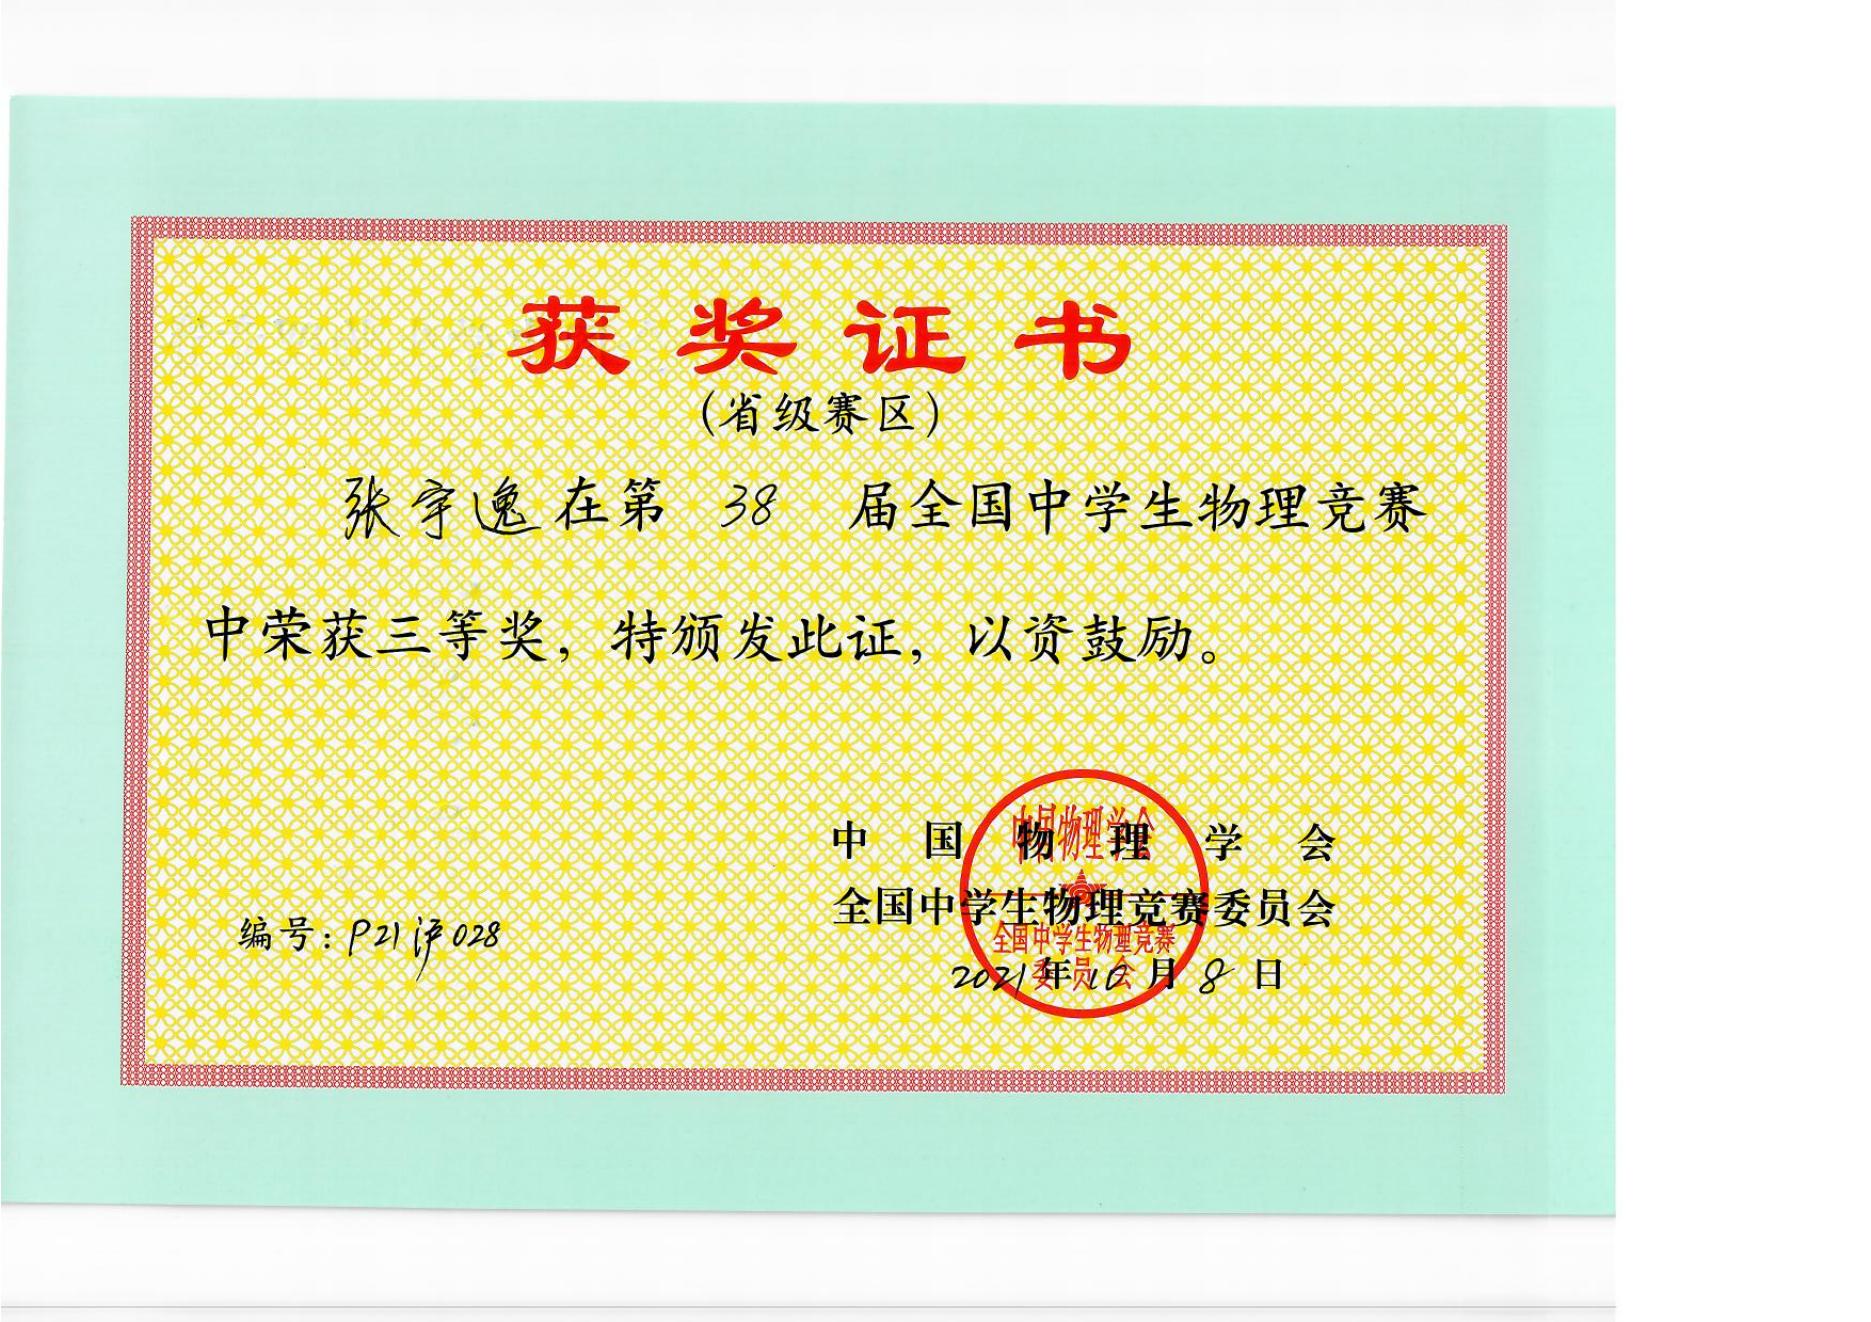 获奖证书
(省级赛区)
张宇逸在第 38 届全国中学生物理竞赛
中荣获三等奖，特颁发此证，以资鼓励。
中国物理学会
全国中学生物理竞赛委员会
2021年10月8日
编号：P21沪028
中国物理学会
全国中学生物理竞赛
委员会